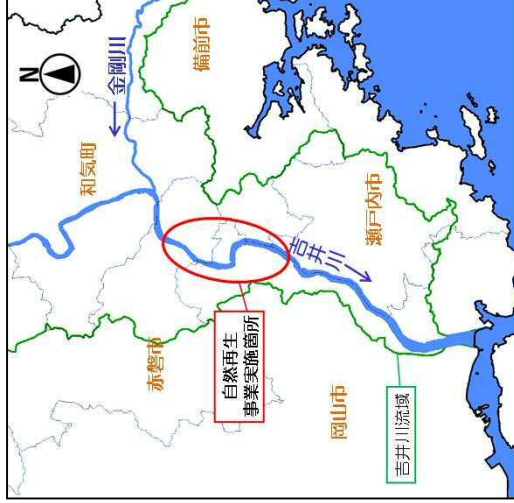 N
金剛川
備前市
和気町
吉井川
瀬戸内市
自然再生
事業実施箇所
赤磐市
岡山市
吉井川流域